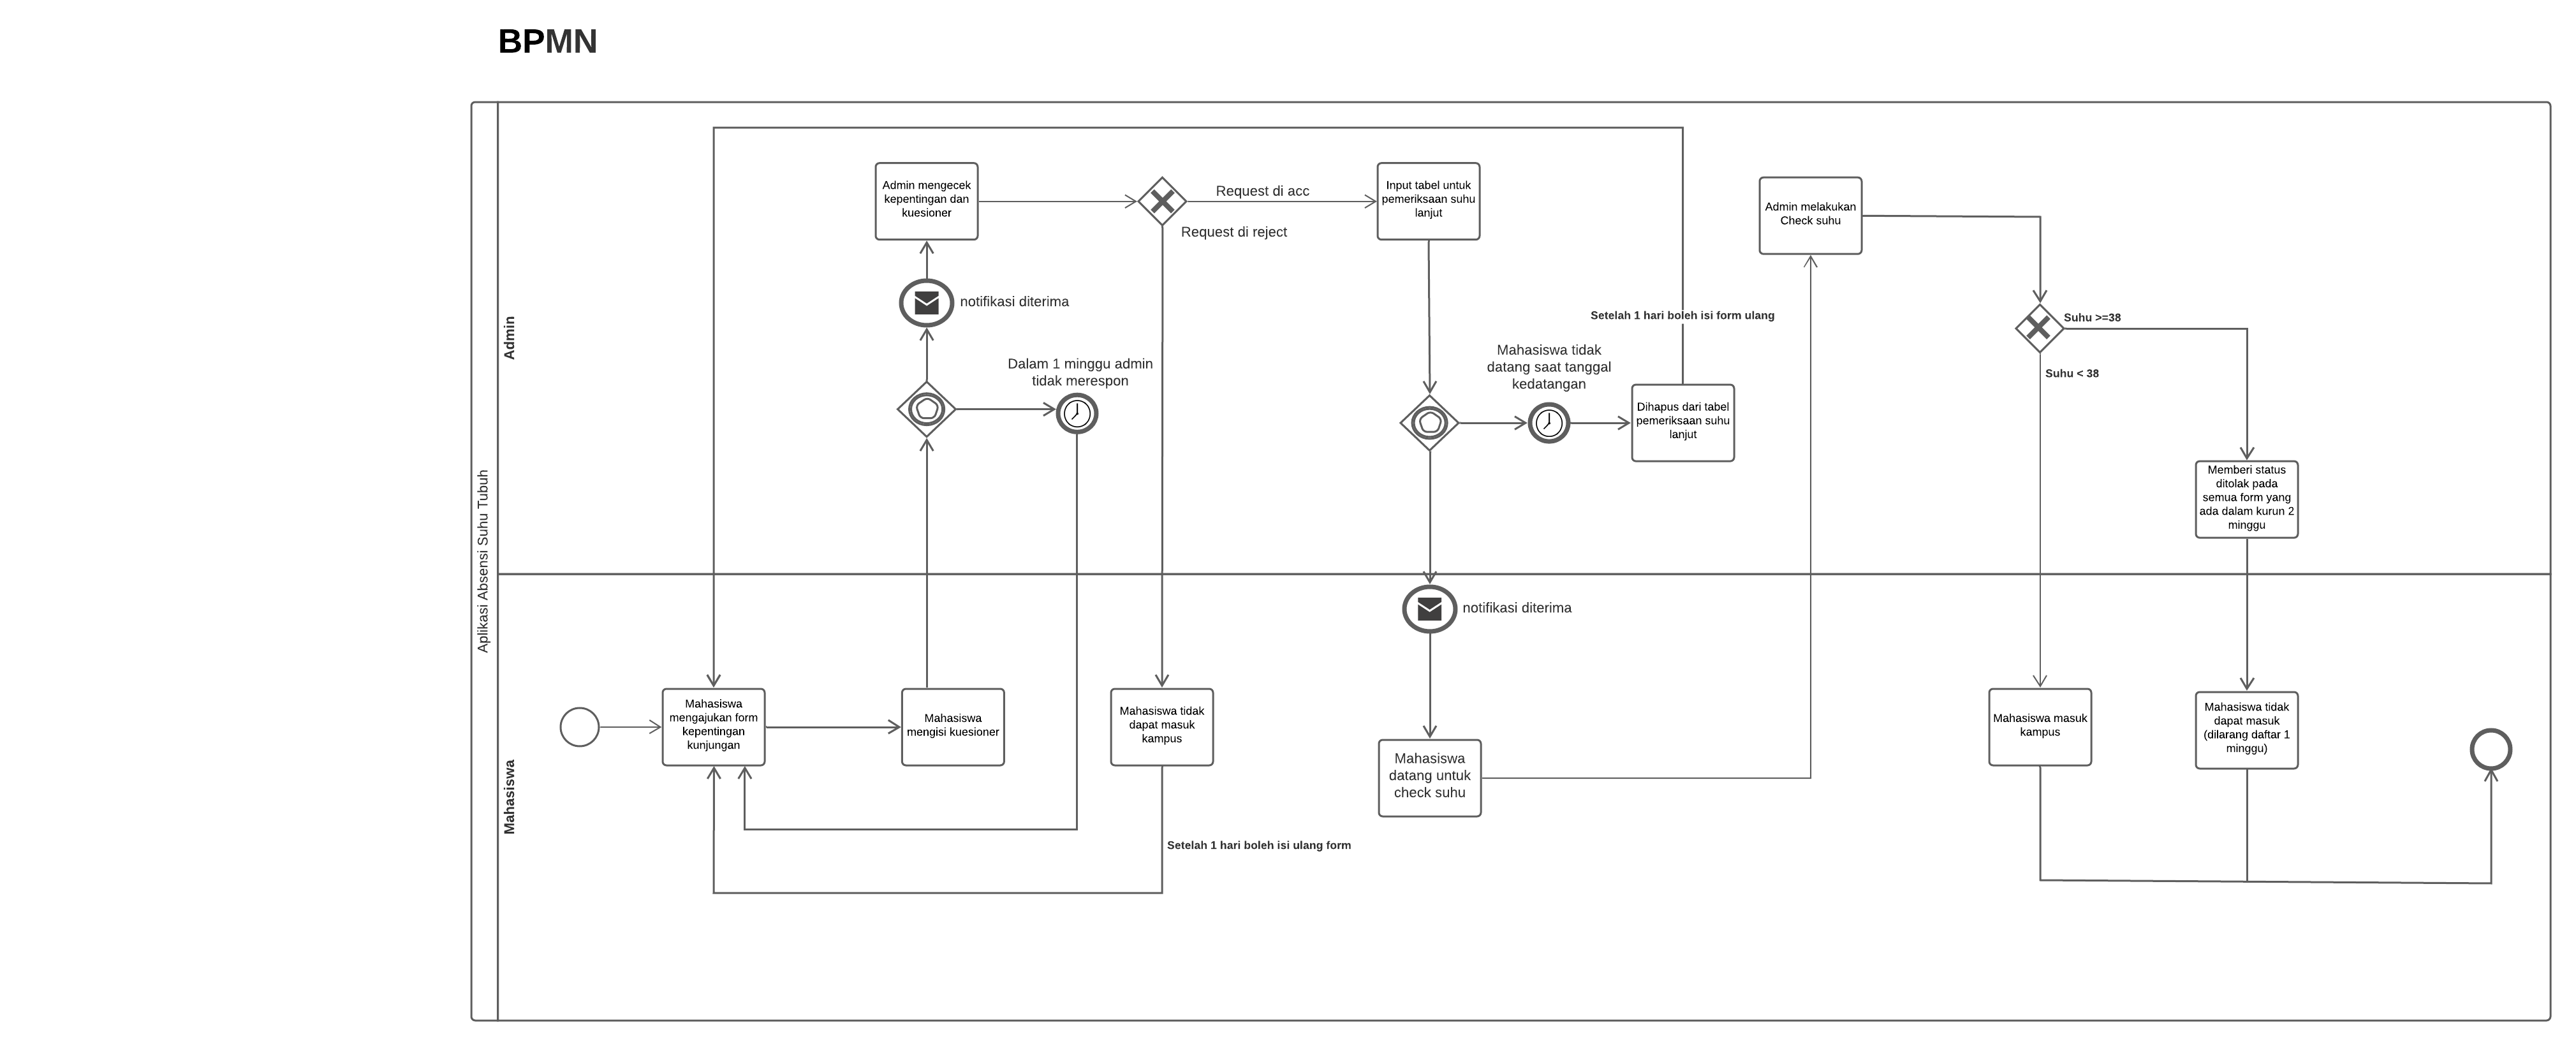 BPMN
Aplikasi Absensi Suhu Tubuh
Admin
Admin mengecek
kepentingan dan
kuesioner
Request di acc
Request di reject
Input tabel untuk
pemeriksaan suhu
lanjut
Admin melakukan
Check suhu
notifikasi diterima
Dalam 1 minggu admin
tidak merespon
Mahasiswa tidak
datang saat tanggal
kedatangan
Setelah 1 hari boleh isi form ulang
Dihapus dari tabel
pemeriksaan suhu
lanjut
Suhu >=38
Suhu < 38
Memberi status
ditolak pada
semua form yang
ada dalam kurun 2
minggu
Mahasiswa
notifikasi diterima
Mahasiswa
mengajukan form
kepentingan
kunjungan
Mahasiswa
mengisi kuesioner
Mahasiswa tidak
dapat masuk
kampus
Mahasiswa
datang untuk
check suhu
Mahasiswa masuk
kampus
Mahasiswa tidak
dapat masuk
(dilarang daftar 1
minggu)
Setelah 1 hari boleh isi ulang form